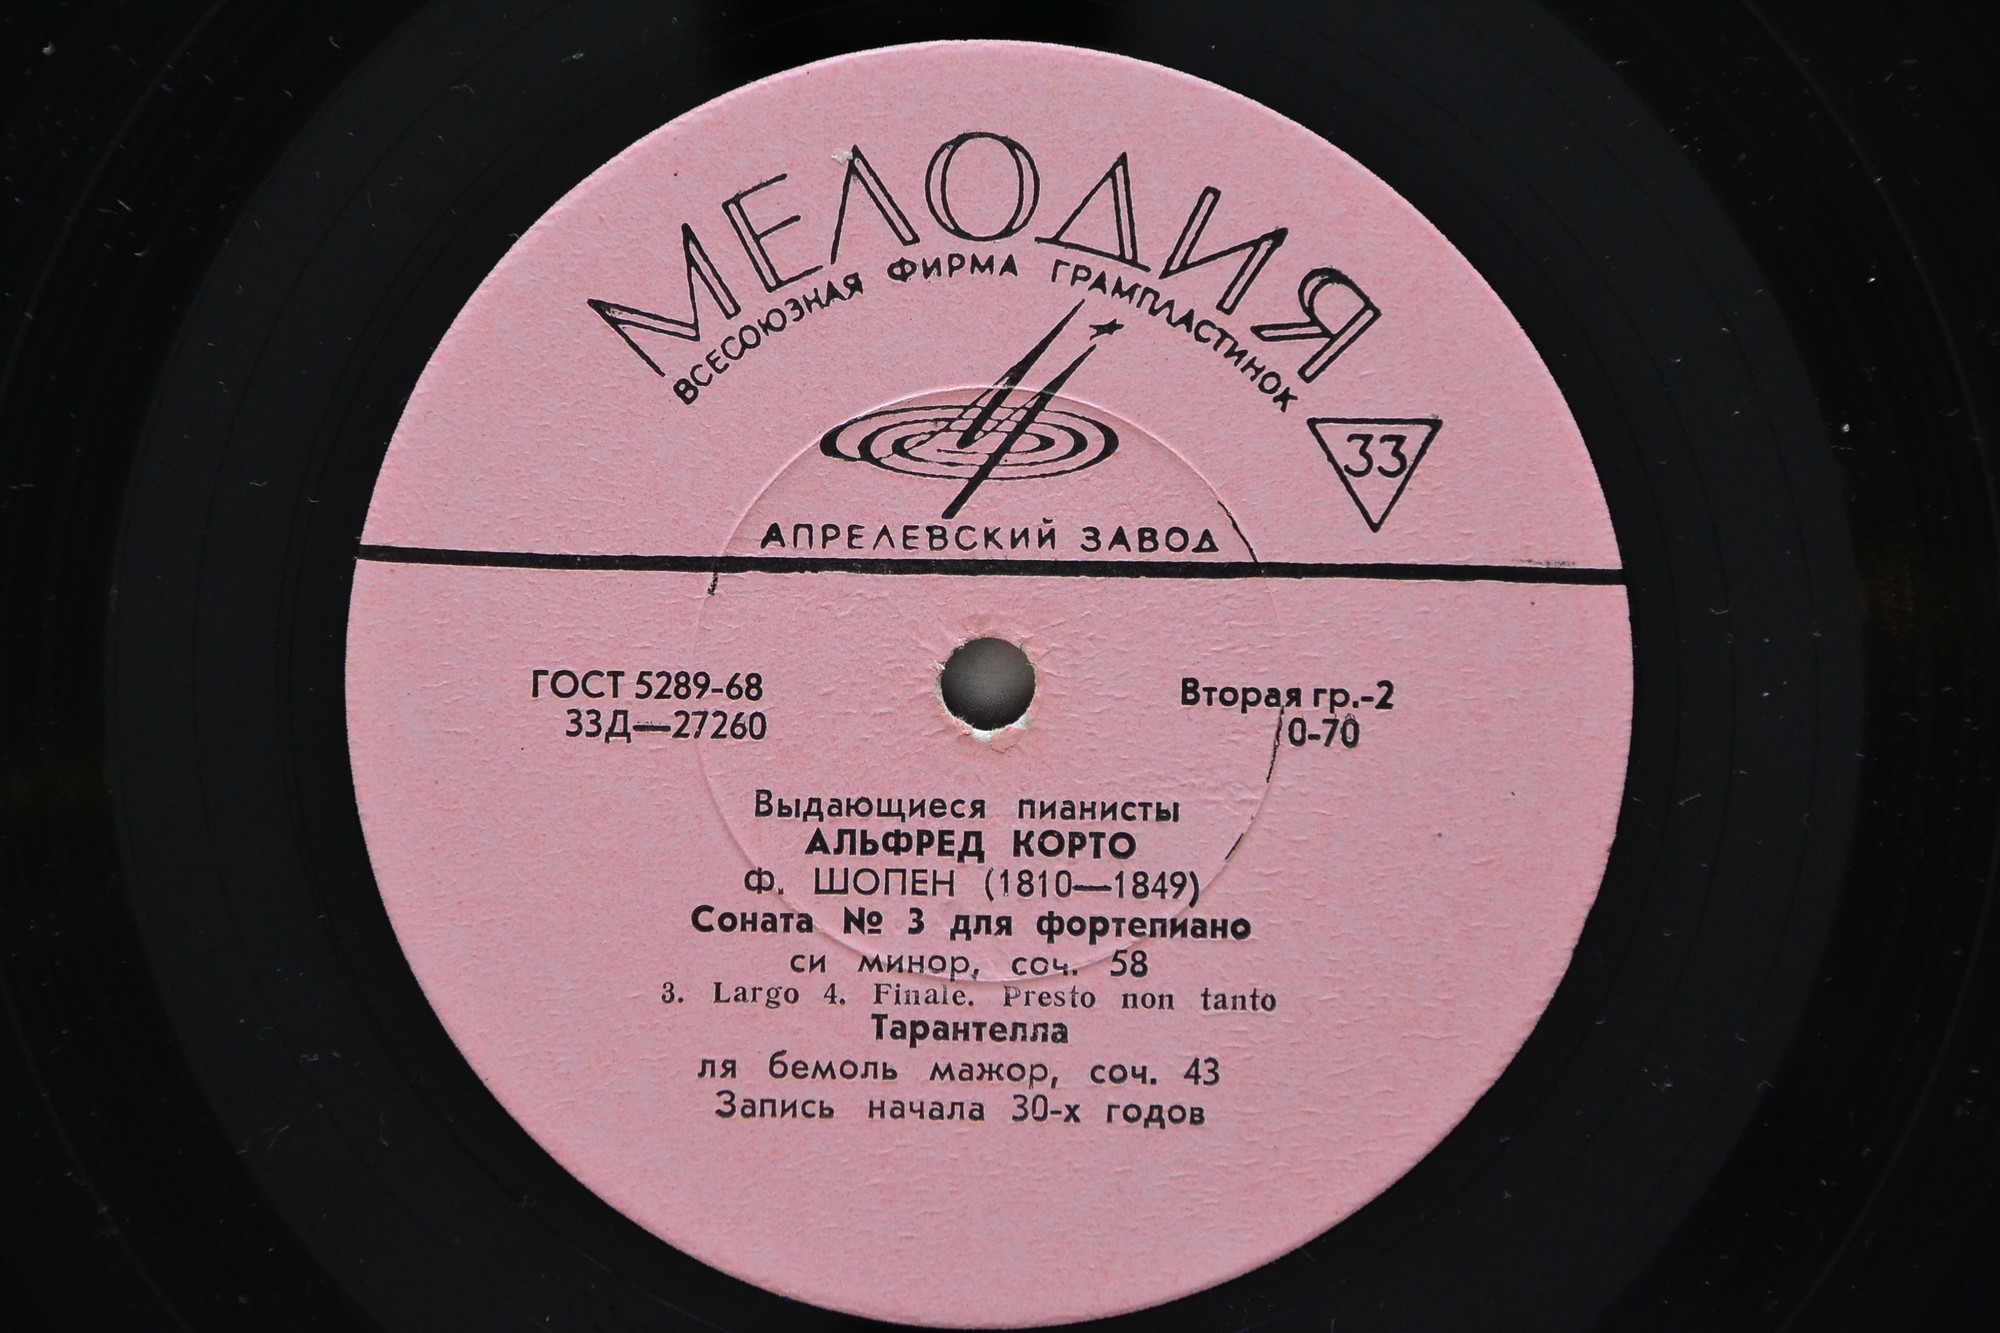 МЕЛОДИЯ
ВСЕСОЮЗНАЯ ФИРМА ГРАМПЛАСТИНОК
33
АПРЕЛЕВСКИЙ ЗАВОД
ГОСТ 5289-68
33Д—27260
Вторая гр.-2
0-70
Выдающиеся пианисты
АЛЬФРЕД КОРТО
Ф. ШОПЕН (1810—1849)
Соната № 3 для фортепиано
си минор, соч. 58
3. Largo 4. Finale. Presto non tanto
Тарантелла
ля бемоль мажор, соч. 43
Запись начала 30-х годов